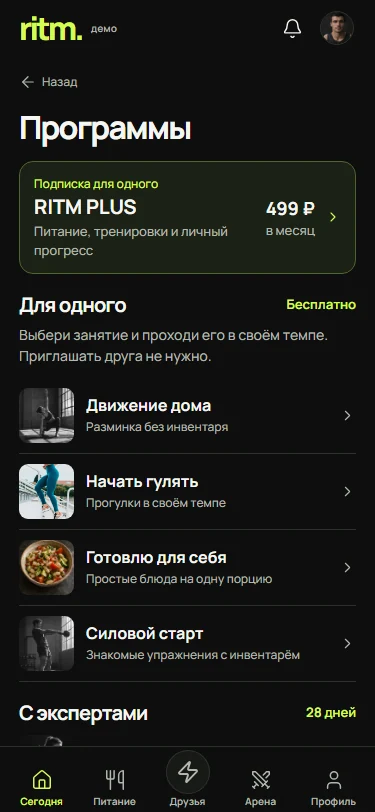 ritm. демо
Назад
Программы
Подписка для одного
RITM PLUS
499 ₽
Питание, тренировки и личный
прогресс
в месяц
Для одного
Бесплатно
Выбери занятие и проходи его в своём темпе.
Приглашать друга не нужно.
Движение дома
Разминка без инвентаря
Начать гулять
Прогулки в своём темпе
Готовлю для себя
Простые блюда на одну порцию
Силовой старт
Знакомые упражнения с инвентарём
С экспертами
28 дней
Сегодня
Питание
Друзья
Арена
Профиль